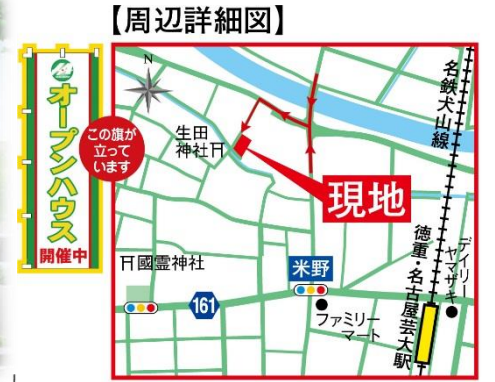 【周辺詳細図】
オープンハウス
開催中
この旗が
立って
います
N
名鉄犬山線
生田
神社
現地
國霊神社
米野
161
ファミリー
マート
徳重・名古屋芸大駅
デイリー
ヤマザキ